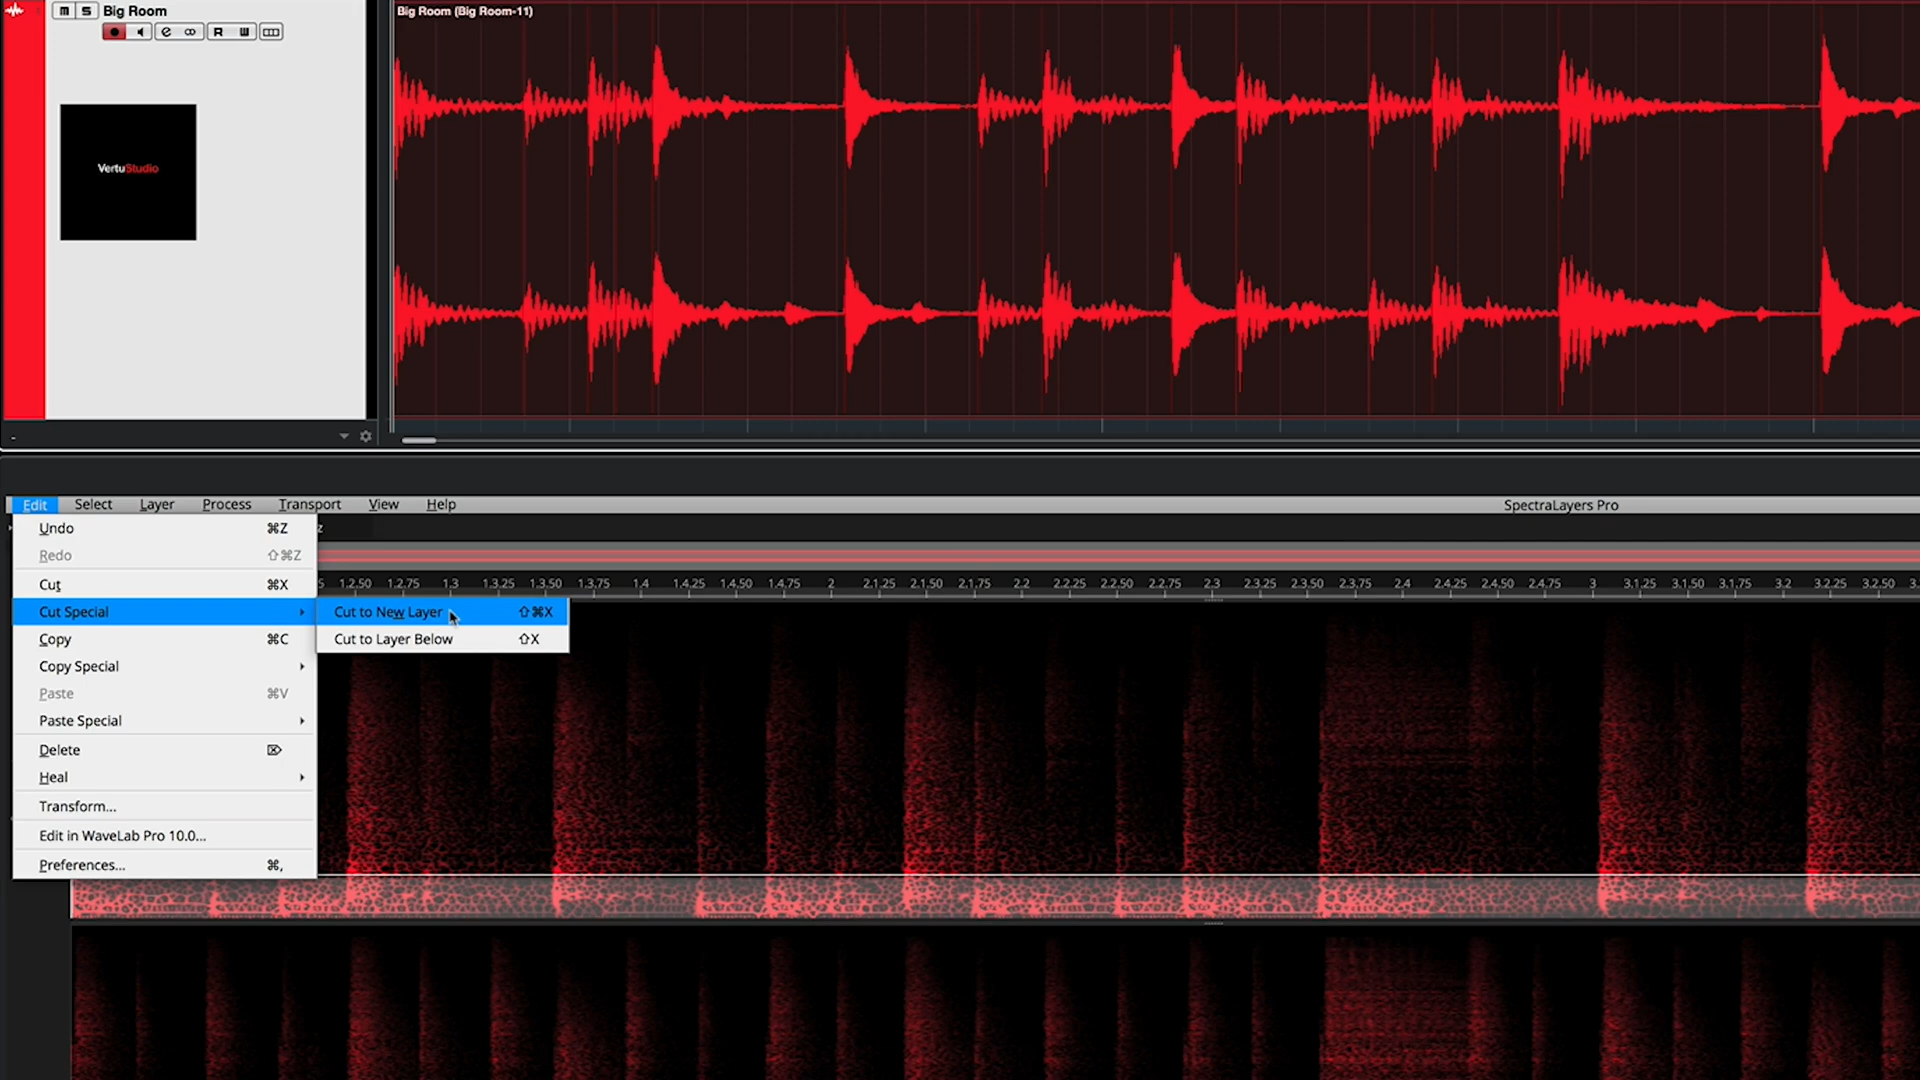 m S Big Room
R W
VertuStudio
Big Room (Big Room-11)
-
Edit Select Layer Process Transport View Help
SpectraLayers Pro
z
Undo ⌘Z
Redo ⇧⌘Z
Cut ⌘X
Cut Special
Copy ⌘C
Copy Special
Paste ⌘V
Paste Special
Delete ⌦
Heal
Transform...
Edit in WaveLab Pro 10.0...
Preferences... ⌘,
Cut to New Layer ⇧⌘X
Cut to Layer Below ⇧X
5 1.2.50 1.2.75 1.3 1.3.25 1.3.50 1.3.75 1.4 1.4.25 1.4.50 1.4.75 2 2.1.25 2.1.50 2.1.75 2.2 2.2.25 2.2.50 2.2.75 2.3 2.3.25 2.3.50 2.3.75 2.4 2.4.25 2.4.50 2.4.75 3 3.1.25 3.1.50 3.1.75 3.2 3.2.25 3.2.50